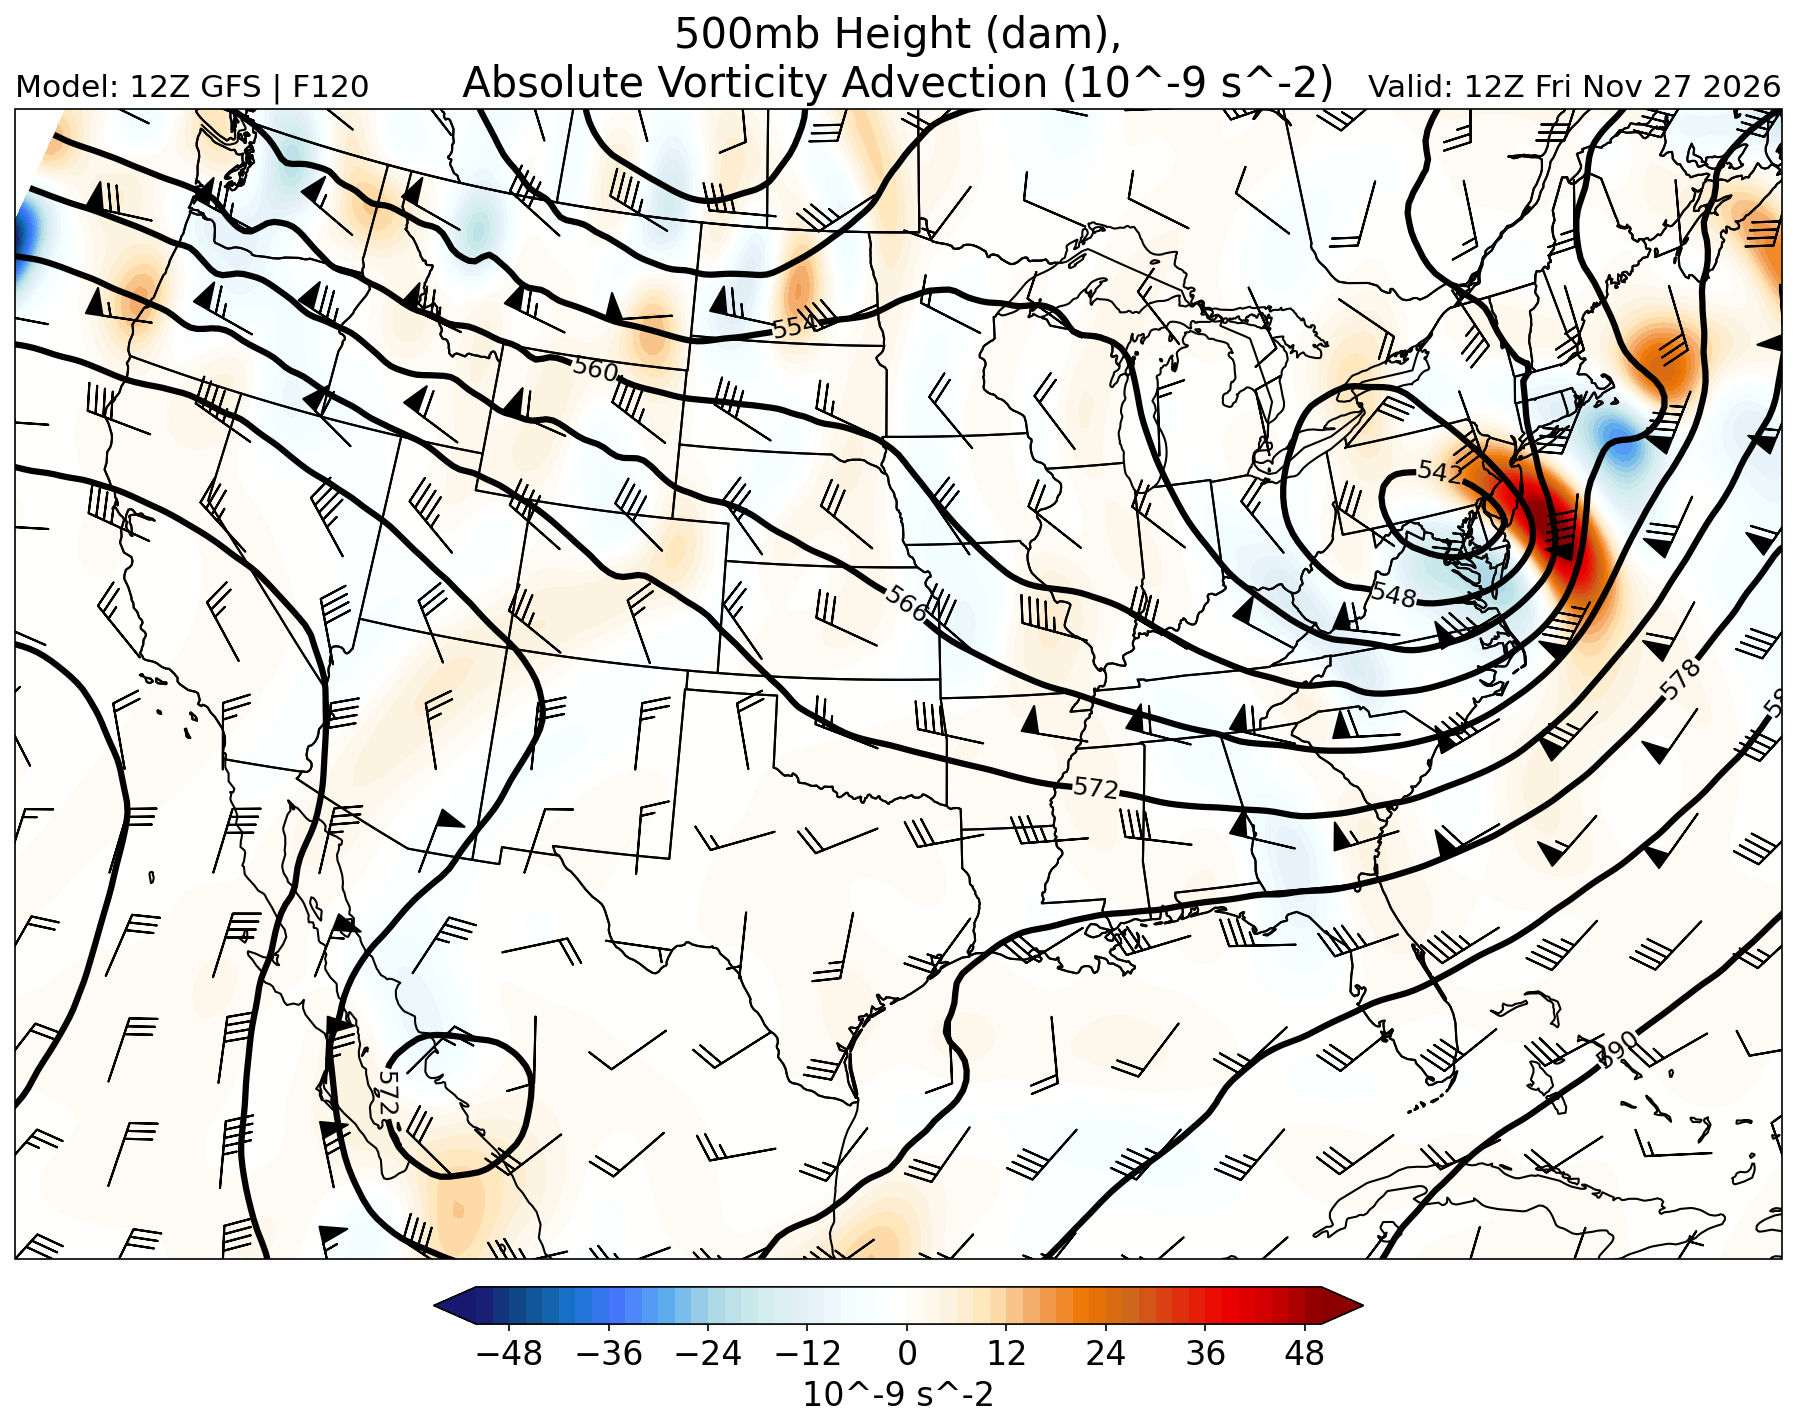 500mb Height (dam),
Model: 12Z GFS | F120
Absolute Vorticity Advection (10^-9 s^-2)
Valid: 12Z Fri Nov 27 2026
554
560
542
548
566
578
572
590
572
−48 −36 −24 −12 0 12 24 36 48
10^-9 s^-2